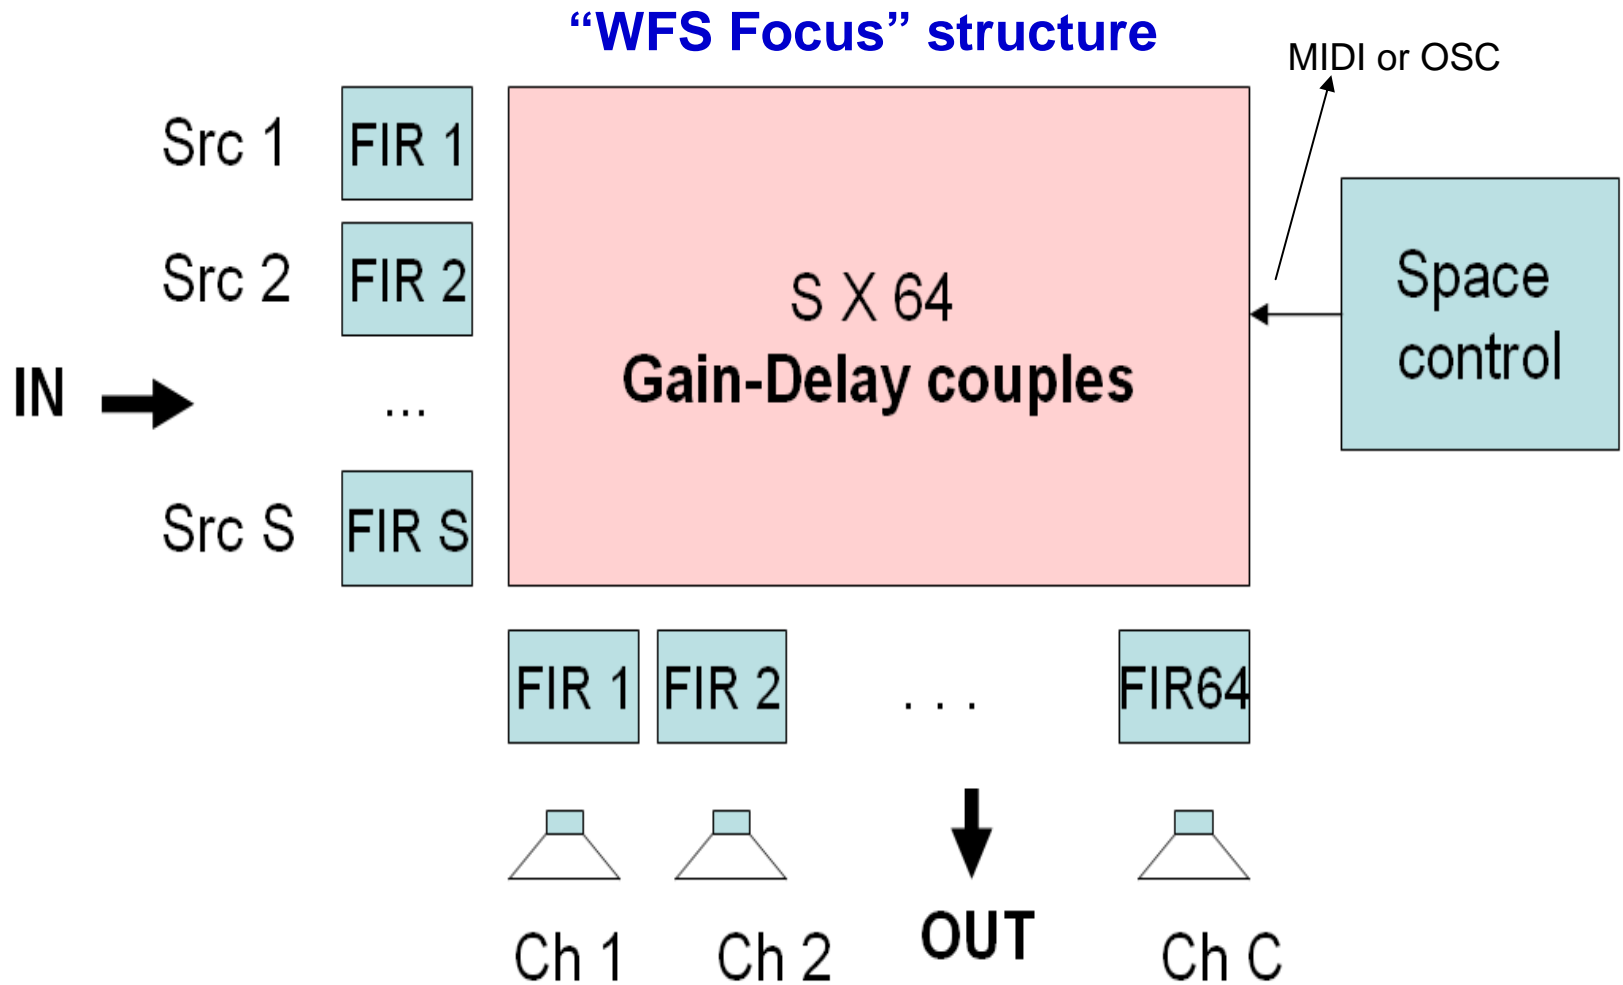 “WFS Focus” structure
MIDI or OSC
Src 1
FIR 1
Src 2
FIR 2
S X 64
Gain-Delay couples
Space
control
IN
...
Src S
FIR S
FIR 1
FIR 2
. . .
FIR64
OUT
Ch 1
Ch 2
Ch C